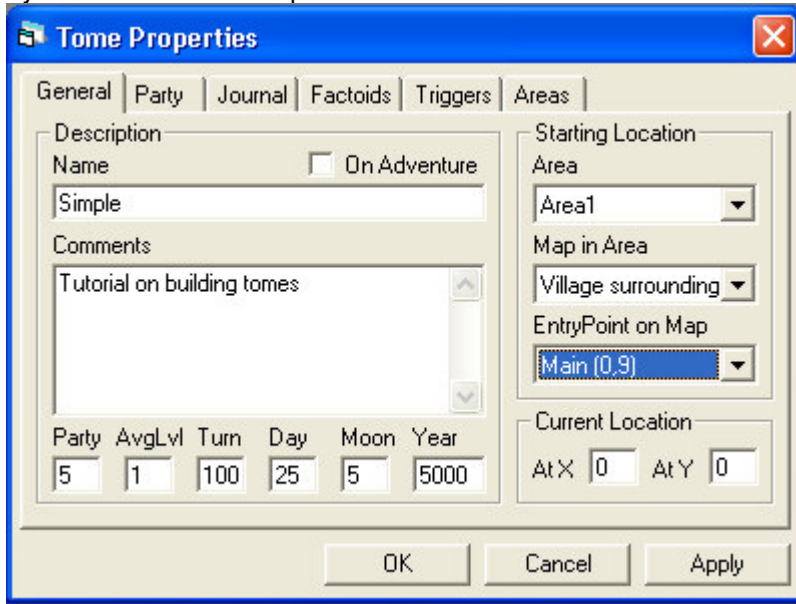 Tome Properties
General Party Journal Factoids Triggers Areas
Description
Name On Adventure
Simple
Comments
Tutorial on building tomes
Party AvgLvl Turn Day Moon Year
5 1 100 25 5 5000
Starting Location
Area
Area1
Map in Area
Village surrounding
EntryPoint on Map
Main (0,9)
Current Location
At X 0 At Y 0
OK Cancel Apply